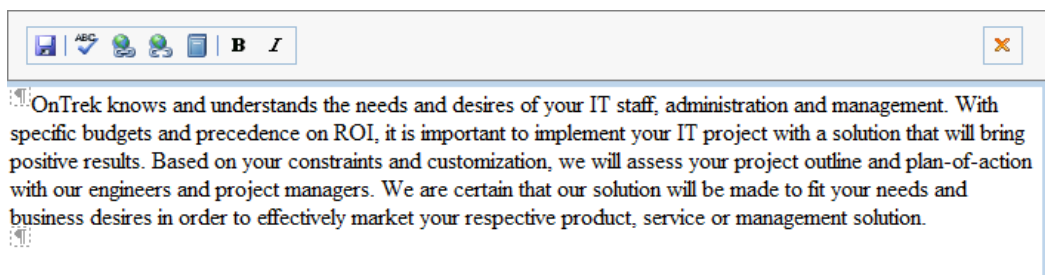 ABC B I
¶OnTrek knows and understands the needs and desires of your IT staff, administration and management. With
specific budgets and precedence on ROI, it is important to implement your IT project with a solution that will bring
positive results. Based on your constraints and customization, we will assess your project outline and plan-of-action
with our engineers and project managers. We are certain that our solution will be made to fit your needs and
business desires in order to effectively market your respective product, service or management solution.
¶